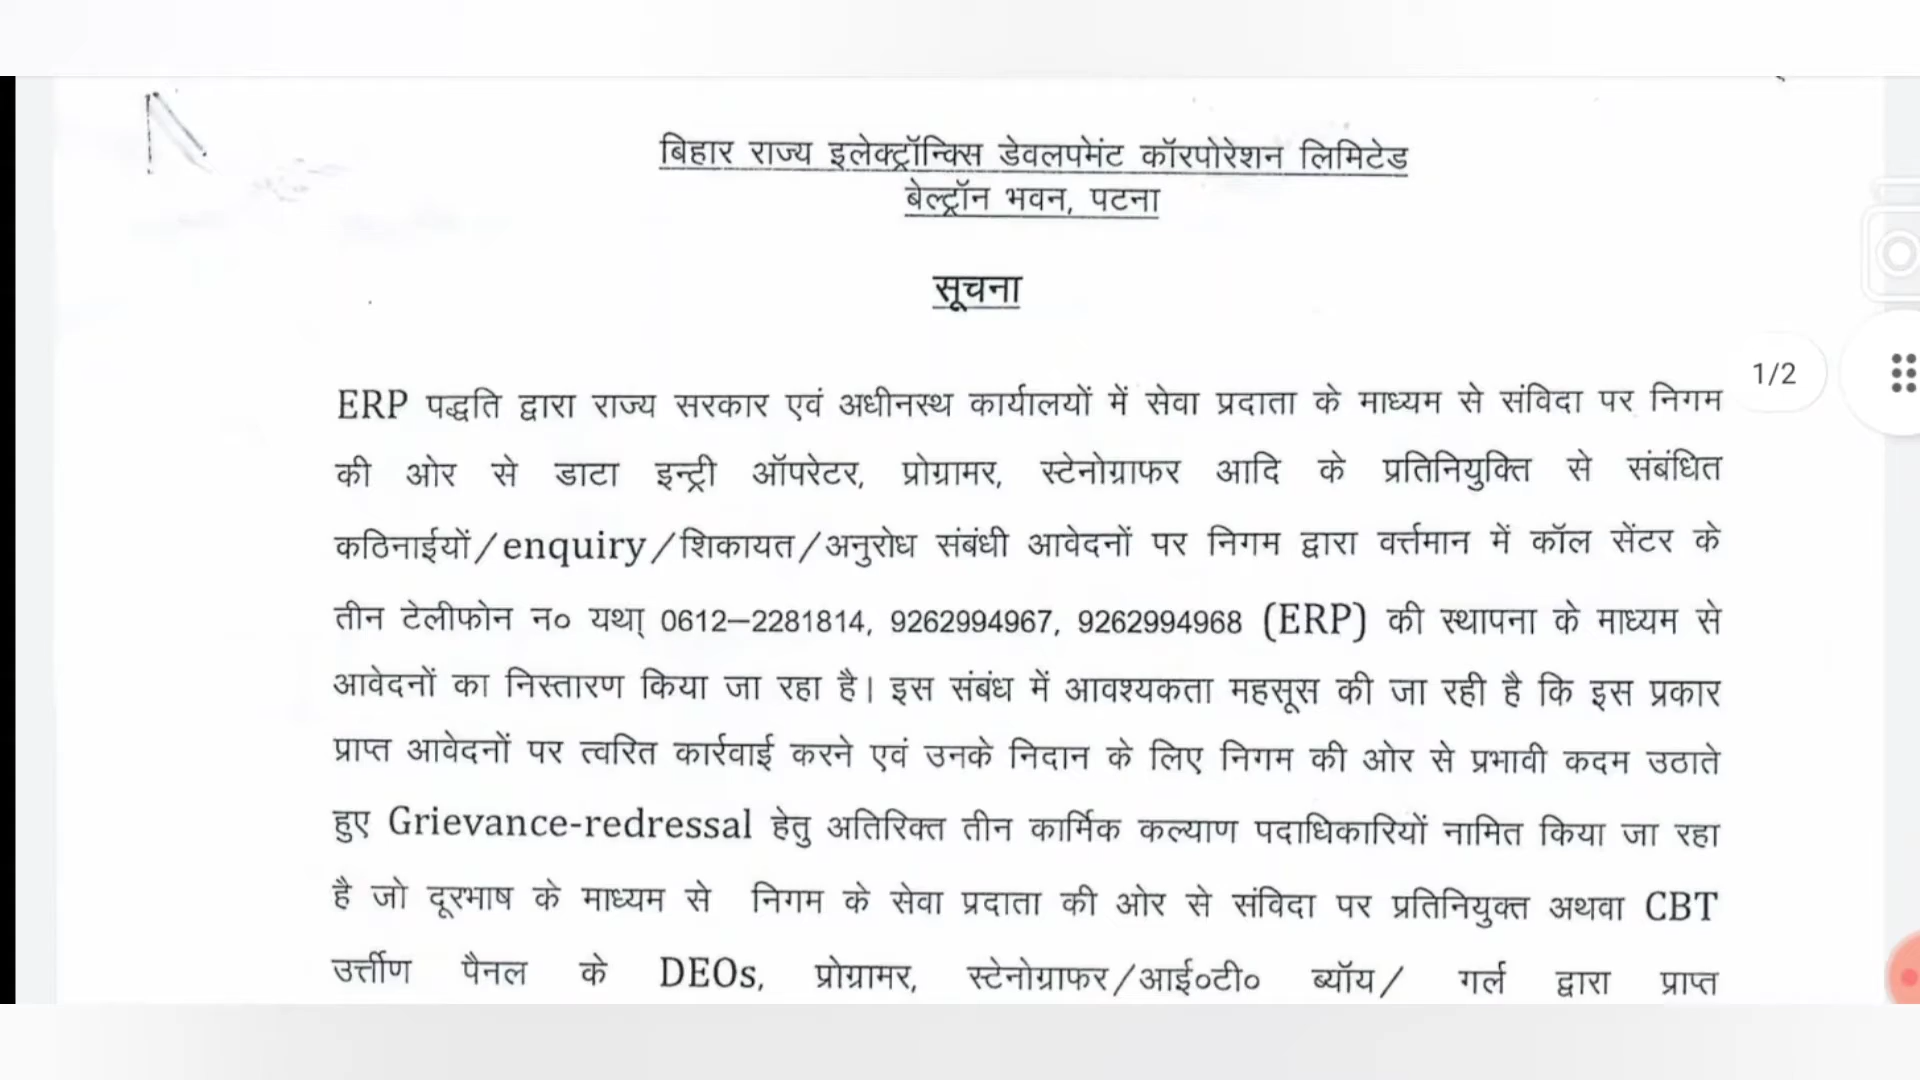 बिहार राज्य इलेक्ट्रॉन्क्सि डेवलपमेंट कॉरपोरेशन लिमिटेड
बेल्ट्रॉन भवन, पटना
सूचना
1/2
ERP पद्धति द्वारा राज्य सरकार एवं अधीनस्थ कार्यालयों में सेवा प्रदाता के माध्यम से संविदा पर निगम
की ओर से डाटा इन्ट्री ऑपरेटर, प्रोग्रामर, स्टेनोग्राफर आदि के प्रतिनियुक्ति से संबंधित
कठिनाईयों/enquiry/शिकायत/अनुरोध संबंधी आवेदनों पर निगम द्वारा वर्त्तमान में कॉल सेंटर के
तीन टेलीफोन न० यथा् 0612–2281814, 9262994967, 9262994968 (ERP) की स्थापना के माध्यम से
आवेदनों का निस्तारण किया जा रहा है। इस संबंध में आवश्यकता महसूस की जा रही है कि इस प्रकार
प्राप्त आवेदनों पर त्वरित कार्रवाई करने एवं उनके निदान के लिए निगम की ओर से प्रभावी कदम उठाते
हुए Grievance-redressal हेतु अतिरिक्त तीन कार्मिक कल्याण पदाधिकारियों नामित किया जा रहा
है जो दूरभाष के माध्यम से निगम के सेवा प्रदाता की ओर से संविदा पर प्रतिनियुक्त अथवा CBT
उर्त्तीण पैनल के DEOs, प्रोग्रामर, स्टेनोग्राफर/आई०टी० ब्यॉय/ गर्ल द्वारा प्राप्त